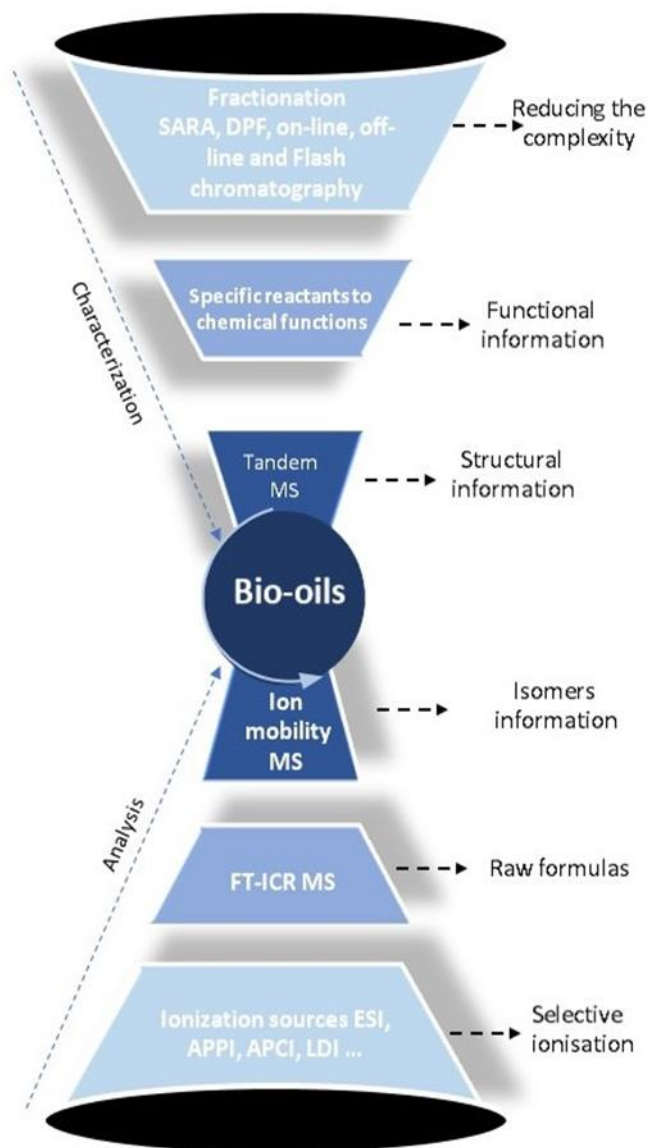 Fractionation
SARA, DPF, on-line, off-
line and Flash
chromatography
Reducing the
complexity
Specific reactants to
chemical functions
Functional
information
Characterization
Tandem
MS
Structural
information
Bio-oils
Ion
mobility
MS
Isomers
information
Analysis
FT-ICR MS
Raw formulas
Ionization sources ESI,
APPI, APCI, LDI ...
Selective
ionisation